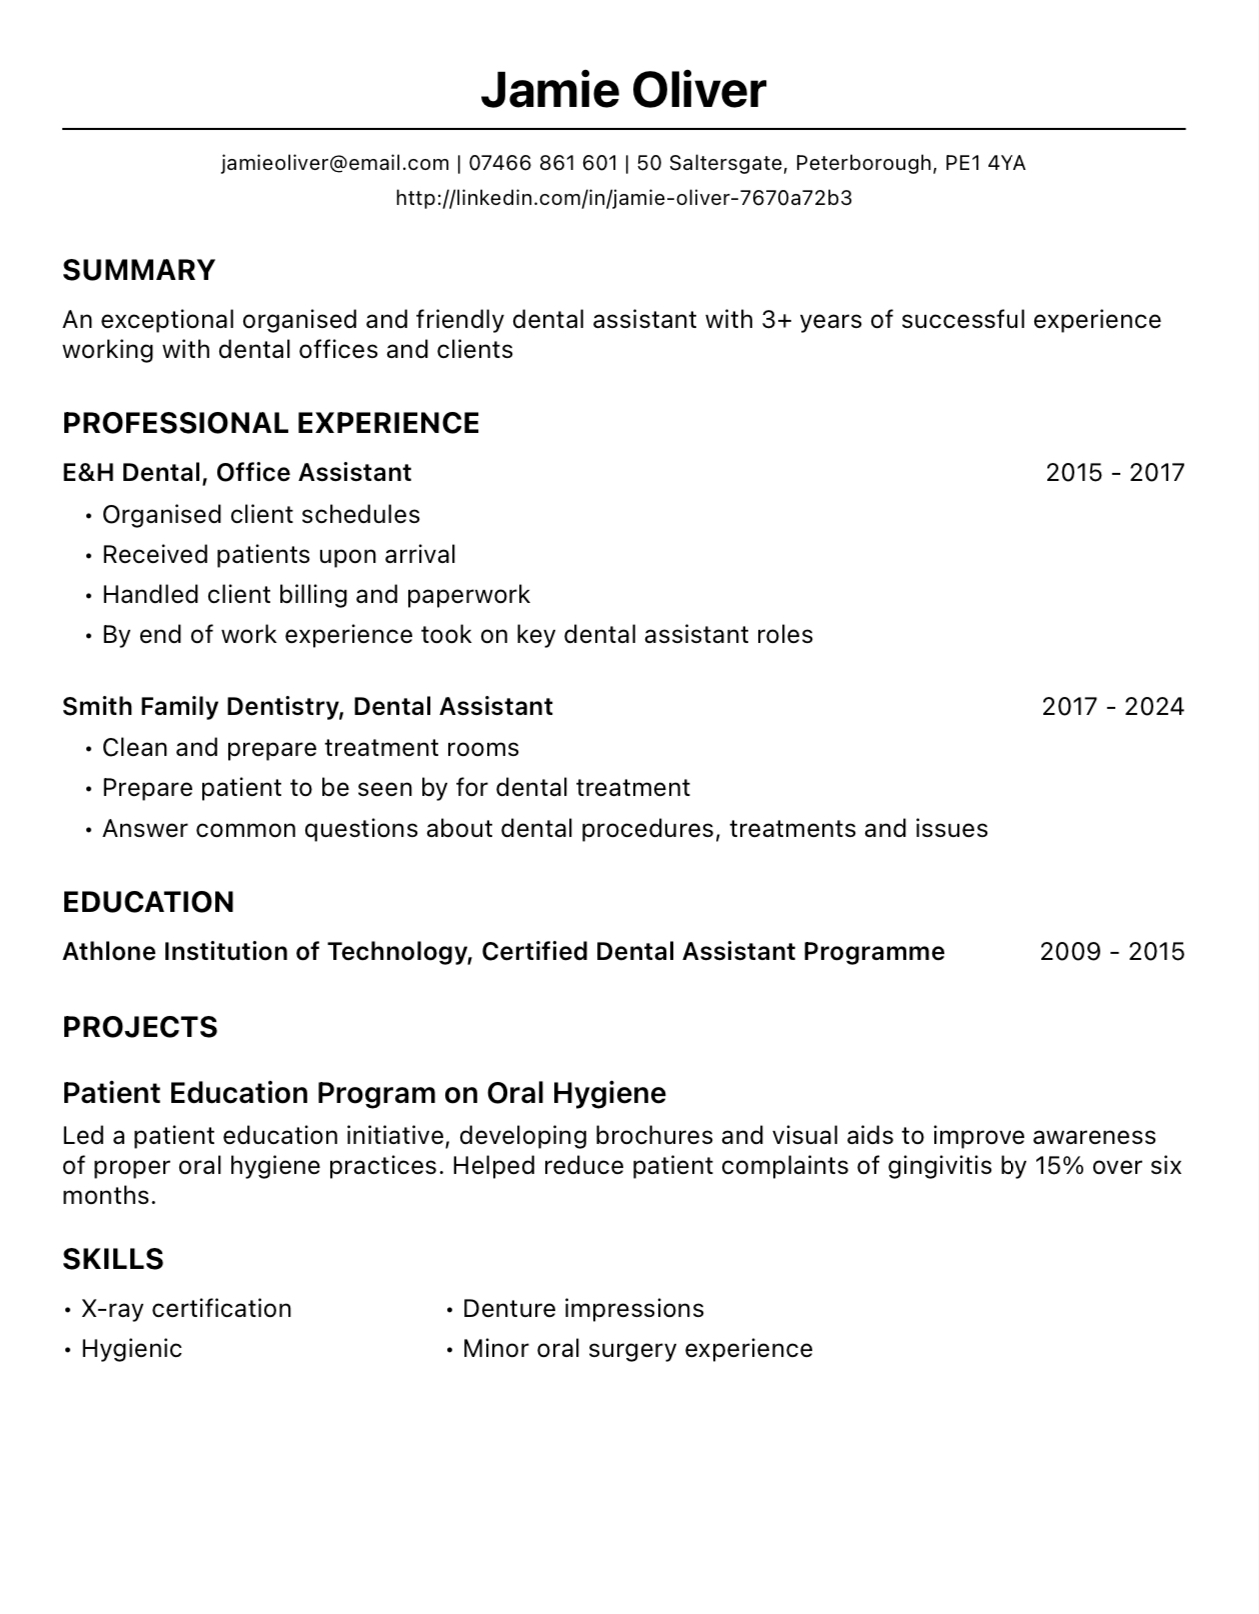 Jamie Oliver
jamieoliver@email.com | 07466 861 601 | 50 Saltersgate, Peterborough, PE1 4YA
http://linkedin.com/in/jamie-oliver-7670a72b3
SUMMARY
An exceptional organised and friendly dental assistant with 3+ years of successful experience
working with dental offices and clients
PROFESSIONAL EXPERIENCE
E&H Dental, Office Assistant 2015 - 2017
• Organised client schedules
• Received patients upon arrival
• Handled client billing and paperwork
• By end of work experience took on key dental assistant roles
Smith Family Dentistry, Dental Assistant 2017 - 2024
• Clean and prepare treatment rooms
• Prepare patient to be seen by for dental treatment
• Answer common questions about dental procedures, treatments and issues
EDUCATION
Athlone Institution of Technology, Certified Dental Assistant Programme 2009 - 2015
PROJECTS
Patient Education Program on Oral Hygiene
Led a patient education initiative, developing brochures and visual aids to improve awareness
of proper oral hygiene practices. Helped reduce patient complaints of gingivitis by 15% over six
months.
SKILLS
• X-ray certification • Denture impressions
• Hygienic • Minor oral surgery experience